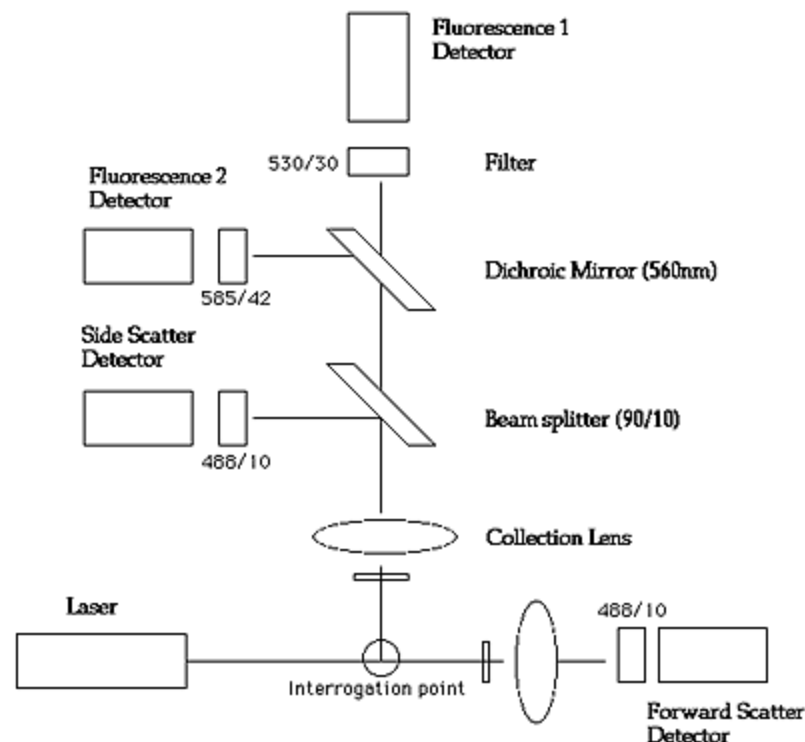 Fluorescence 1
Detector
530/30
Filter
Fluorescence 2
Detector
Dichroic Mirror (560nm)
585/42
Side Scatter
Detector
Beam splitter (90/10)
488/10
Collection Lens
Laser
488/10
Interrogation point
Forward Scatter
Detector